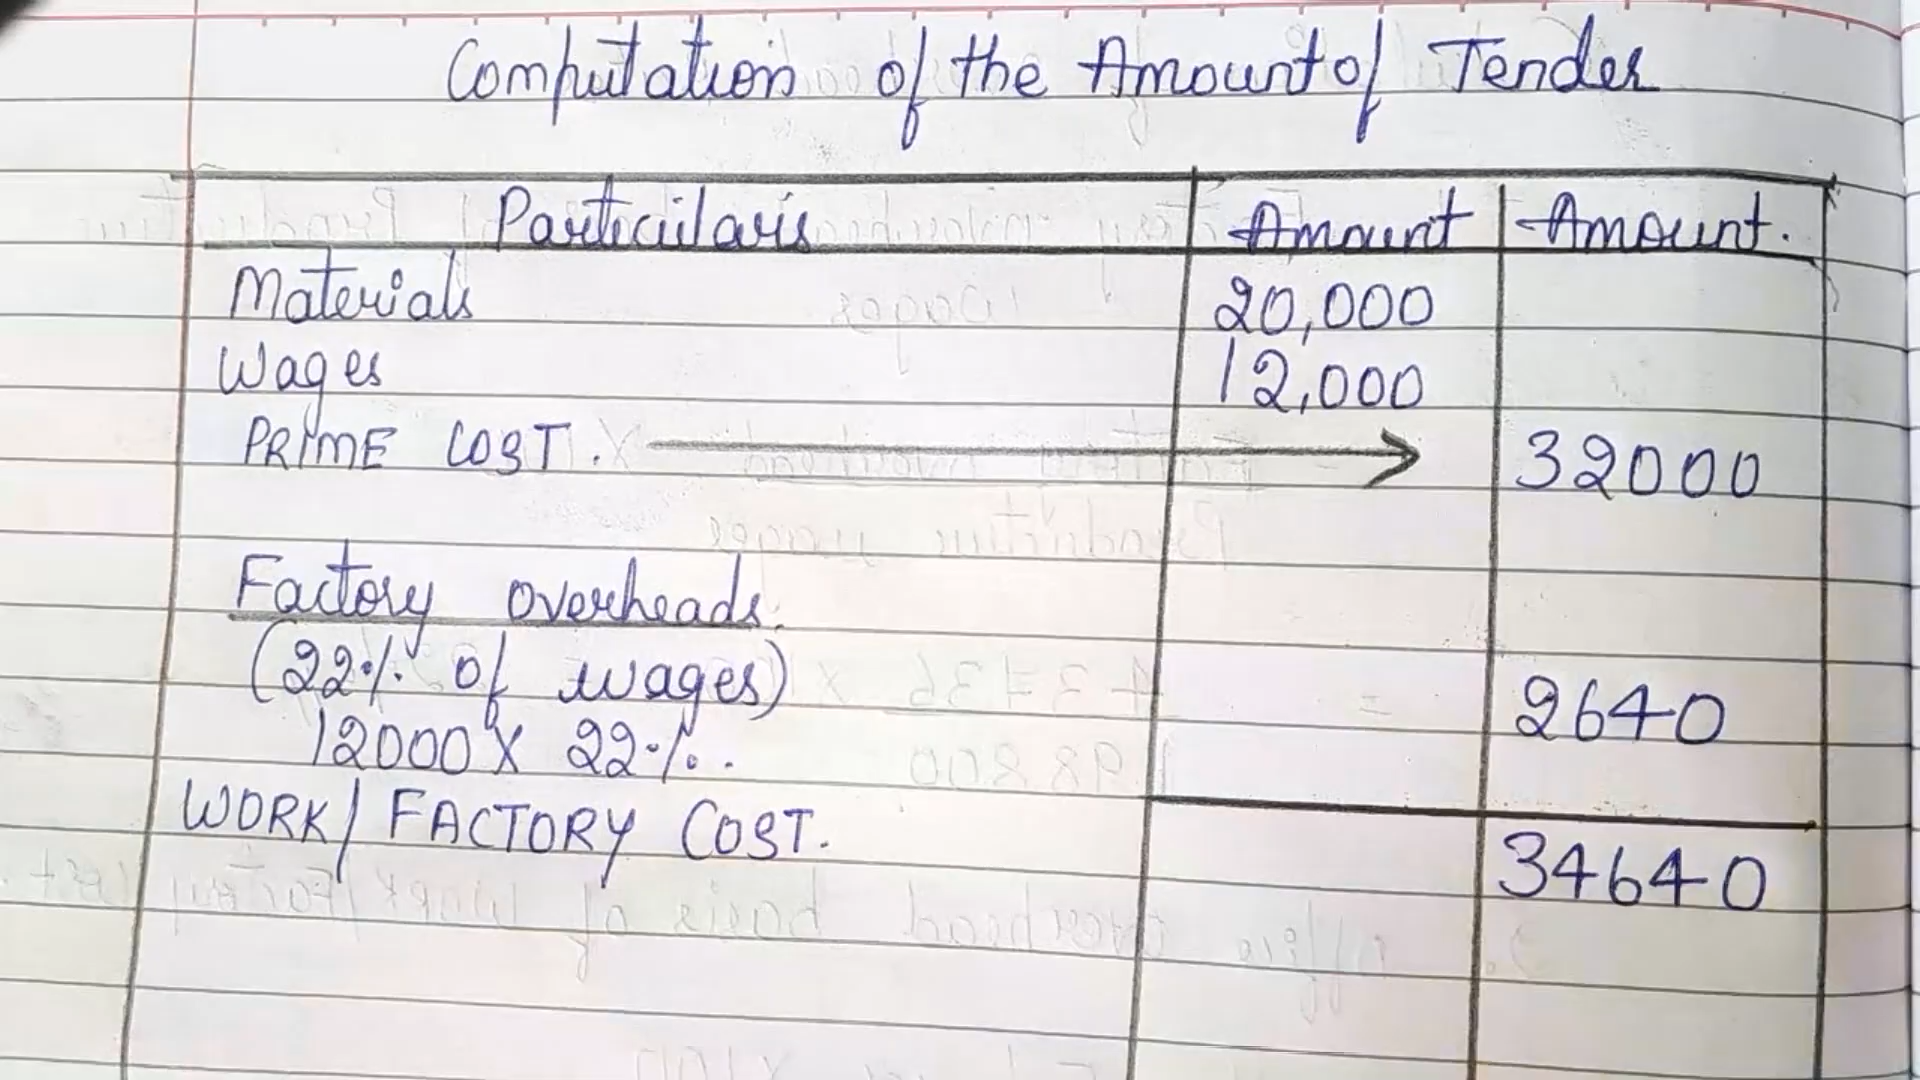 Computation of the Amount of Tender
Particulars Amount Amount.
Materials 20,000
Wages 12,000
PRIME COST. → 32000
Factory overheads.
(22% of wages) 2640
12000 X 22%.
WORK/ FACTORY COST. 34640